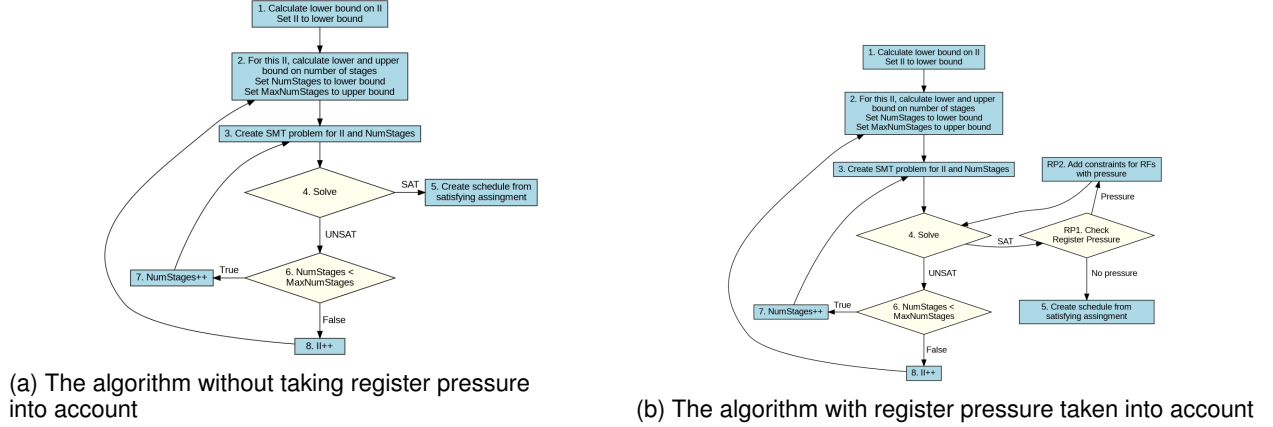 1. Calculate lower bound on II
Set II to lower bound
2. For this II, calculate lower and upper
bound on number of stages
Set NumStages to lower bound
Set MaxNumStages to upper bound
3. Create SMT problem for II and NumStages
4. Solve
SAT
5. Create schedule from
satisfying assingment
UNSAT
6. NumStages <
MaxNumStages
True
7. NumStages++
False
8. II++
(a) The algorithm without taking register pressure
into account
1. Calculate lower bound on II
Set II to lower bound
2. For this II, calculate lower and upper
bound on number of stages
Set NumStages to lower bound
Set MaxNumStages to upper bound
3. Create SMT problem for II and NumStages
RP2. Add constraints for RFs
with pressure
Pressure
4. Solve
SAT
RP1. Check
Register Pressure
UNSAT
No pressure
6. NumStages <
MaxNumStages
True
7. NumStages++
5. Create schedule from
satisfying assingment
False
8. II++
(b) The algorithm with register pressure taken into account